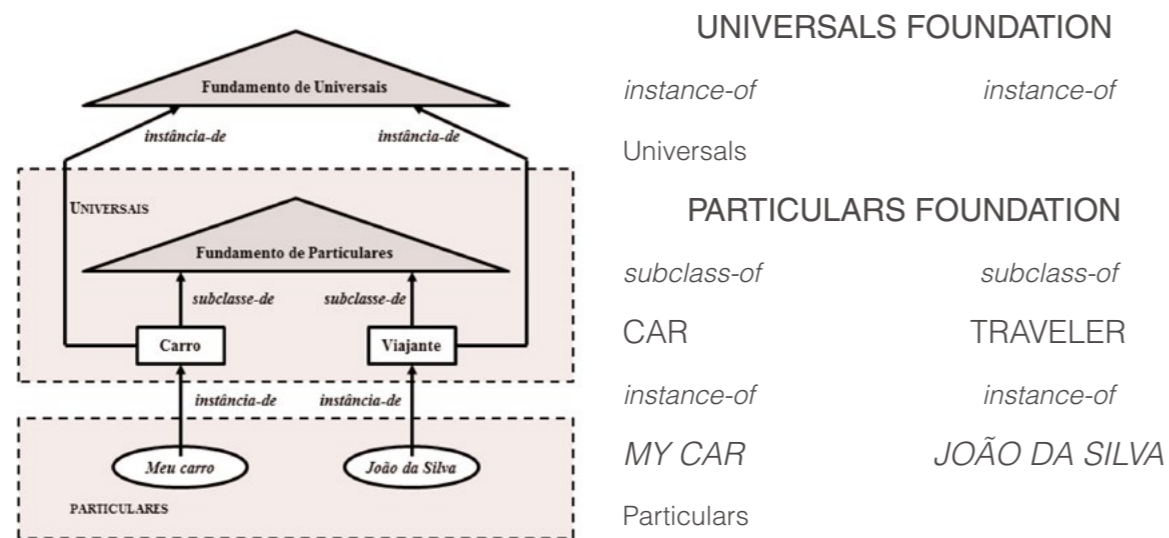 Fundamento de Universais
instância-de instância-de
UNIVERSAIS
Fundamento de Particulares
subclasse-de subclasse-de
Carro Viajante
instância-de instância-de
Meu carro João da Silva
PARTICULARES
UNIVERSALS FOUNDATION
instance-of instance-of
Universals
PARTICULARS FOUNDATION
subclass-of subclass-of
CAR TRAVELER
instance-of instance-of
MY CAR JOÃO DA SILVA
Particulars